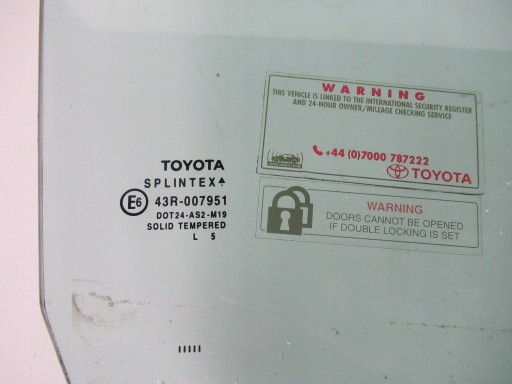 WARNING
THIS VEHICLE IS LINKED TO THE INTERNATIONAL SECURITY REGISTER
AND 24-HOUR OWNER/MILEAGE CHECKING SERVICE
+44 (0)7000 787222
TOYOTA
WARNING
DOORS CANNOT BE OPENED
IF DOUBLE LOCKING IS SET
TOYOTA
SPLINTEX
E6 43R-007951
DOT24-AS2-M19
SOLID TEMPERED
L 5